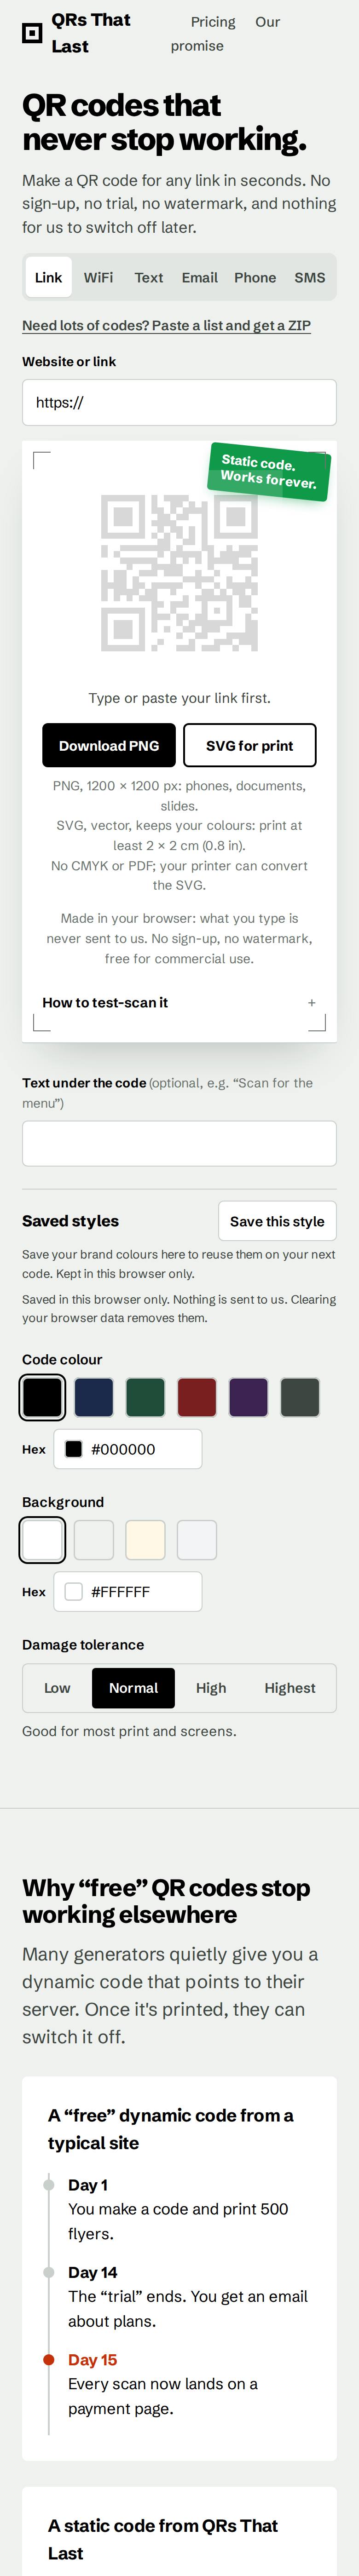 QRs That
Last
Pricing
Our
promise
QR codes that
never stop working.
Make a QR code for any link in seconds. No
sign-up, no trial, no watermark, and nothing
for us to switch off later.
Link WiFi Text Email Phone SMS
Need lots of codes? Paste a list and get a ZIP
Website or link
https://
Static code.
Works forever.
Type or paste your link first.
Download PNG
SVG for print
PNG, 1200 × 1200 px: phones, documents,
slides.
SVG, vector, keeps your colours: print at
least 2 × 2 cm (0.8 in).
No CMYK or PDF; your printer can convert
the SVG.
Made in your browser: what you type is
never sent to us. No sign-up, no watermark,
free for commercial use.
How to test-scan it +
Text under the code (optional, e.g. “Scan for the
menu”)
Saved styles
Save this style
Save your brand colours here to reuse them on your next
code. Kept in this browser only.
Saved in this browser only. Nothing is sent to us. Clearing
your browser data removes them.
Code colour
Hex #000000
Background
Hex #FFFFFF
Damage tolerance
Low Normal High Highest
Good for most print and screens.
Why “free” QR codes stop
working elsewhere
Many generators quietly give you a
dynamic code that points to their
server. Once it's printed, they can
switch it off.
A “free” dynamic code from a
typical site
Day 1
You make a code and print 500
flyers.
Day 14
The “trial” ends. You get an email
about plans.
Day 15
Every scan now lands on a
payment page.
A static code from QRs That
Last